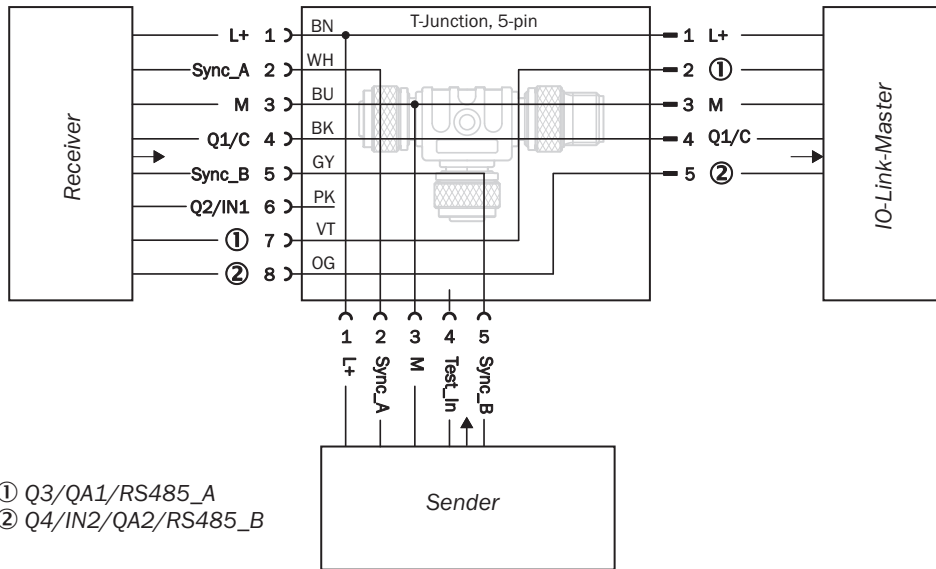 T-Junction, 5-pin
Receiver
L+ 1 BN
Sync_A 2 WH
M 3 BU
Q1/C 4 BK
Sync_B 5 GY
Q2/IN1 6 PK
① 7 VT
② 8 OG
1 L+
2 ①
3 M
4 Q1/C
5 ②
IO-Link-Master
1 L+
2 Sync_A
3 M
4 Test_In
5 Sync_B
Sender
① Q3/QA1/RS485_A
② Q4/IN2/QA2/RS485_B